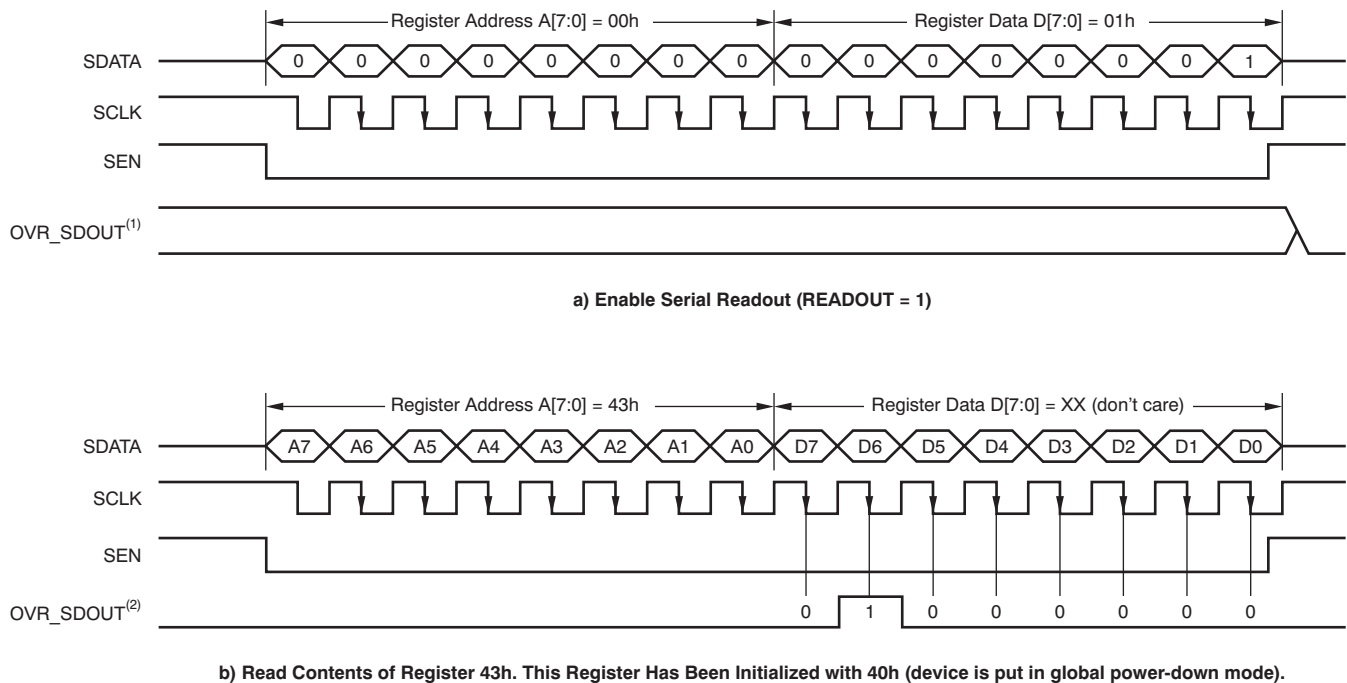 Register Address A[7:0] = 00h Register Data D[7:0] = 01h
SDATA 0 0 0 0 0 0 0 0 0 0 0 0 0 0 0 1
SCLK
SEN
OVR_SDOUT(1)
a) Enable Serial Readout (READOUT = 1)
Register Address A[7:0] = 43h Register Data D[7:0] = XX (don't care)
SDATA A7 A6 A5 A4 A3 A2 A1 A0 D7 D6 D5 D4 D3 D2 D1 D0
SCLK
SEN
OVR_SDOUT(2) 0 1 0 0 0 0 0 0
b) Read Contents of Register 43h. This Register Has Been Initialized with 40h (device is put in global power-down mode).